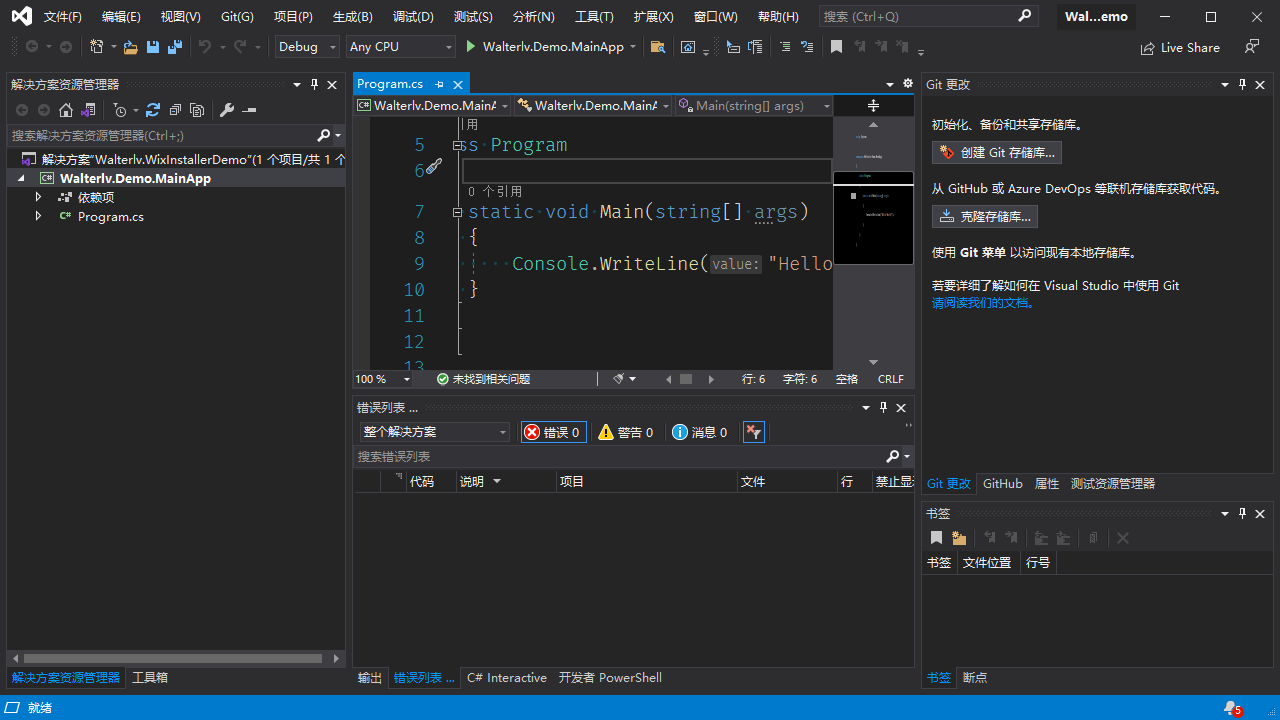 文件(F) 编辑(E) 视图(V) Git(G) 项目(P) 生成(B) 调试(D) 测试(S) 分析(N) 工具(T) 扩展(X) 窗口(W) 帮助(H) 搜索 (Ctrl+Q) Wal...emo
Debug Any CPU Walterlv.Demo.MainApp Live Share
解决方案资源管理器
搜索解决方案资源管理器(Ctrl+;)
解决方案"Walterlv.WixInstallerDemo"(1 个项目/共 1 个
Walterlv.Demo.MainApp
依赖项
Program.cs
解决方案资源管理器 工具箱
Program.cs
Walterlv.Demo.MainA Walterlv.Demo.MainA Main(string[] args)
用
5 ss Program
6
0 个引用
7 static void Main(string[] args)
8 {
9 Console.WriteLine(value: "Hello
10 }
11
12
13
100 % 未找到相关问题 行: 6 字符: 6 空格 CRLF
错误列表 ...
整个解决方案 错误 0 警告 0 消息 0
搜索错误列表
代码 说明 项目 文件 行 禁止显
输出 错误列表 ... C# Interactive 开发者 PowerShell
Git 更改
初始化、备份和共享存储库。
创建 Git 存储库...
从 GitHub 或 Azure DevOps 等联机存储库获取代码。
克隆存储库...
使用 Git 菜单 以访问现有本地存储库。
若要详细了解如何在 Visual Studio 中使用 Git
请阅读我们的文档。
Git 更改 GitHub 属性 测试资源管理器
书签
书签 文件位置 行号
书签 断点
就绪 5